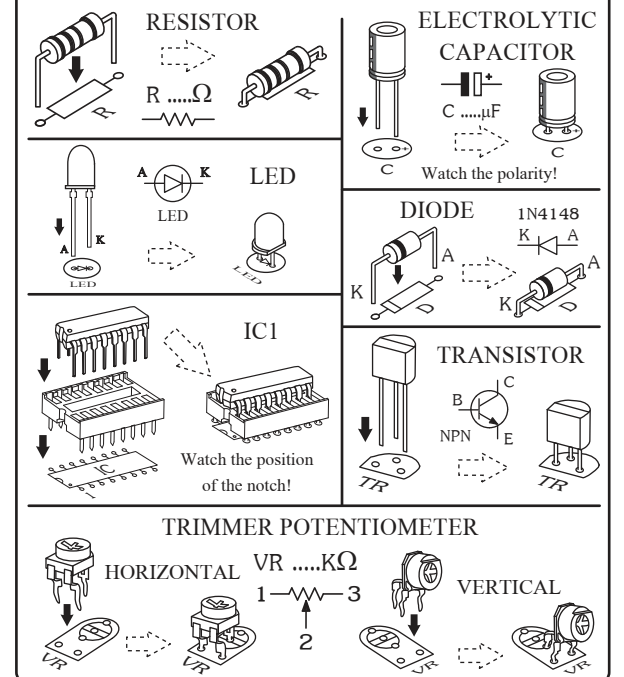 RESISTOR
R .....Ω
R
R
ELECTROLYTIC
CAPACITOR
+
C .....µF
+
C
+
C
Watch the polarity!
A K
LED
LED
A K
LED
LED
DIODE
1N4148
K A
A
K
D
A
K
D
IC1
IC
1
Watch the position
of the notch!
TRANSISTOR
C
B
E
NPN
TR
TR
TRIMMER POTENTIOMETER
HORIZONTAL
VR .....KΩ
1 3
2
VERTICAL
VR
VR
VR
VR